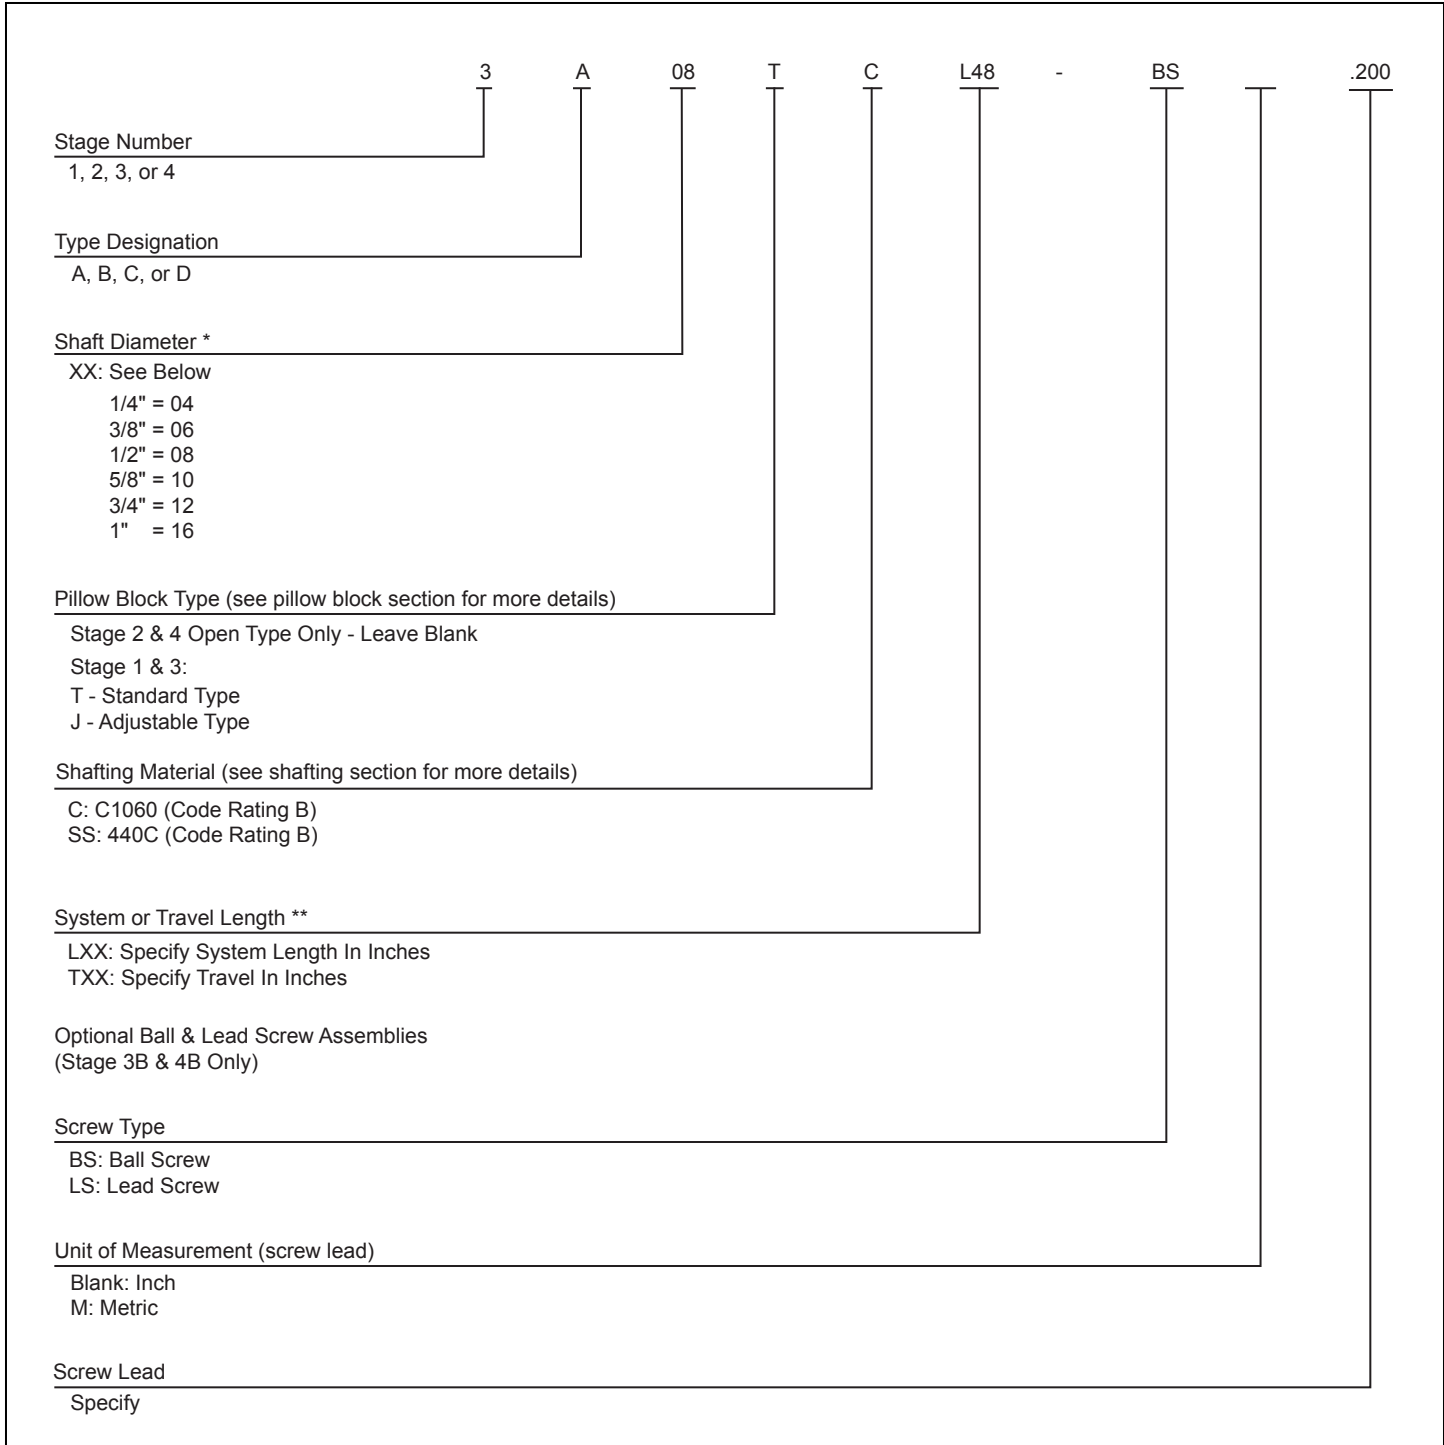 3 A 08 T C L48 - BS .200
Stage Number
1, 2, 3, or 4
Type Designation
A, B, C, or D
Shaft Diameter *
XX: See Below
1/4" = 04
3/8" = 06
1/2" = 08
5/8" = 10
3/4" = 12
1" = 16
Pillow Block Type (see pillow block section for more details)
Stage 2 & 4 Open Type Only - Leave Blank
Stage 1 & 3:
T - Standard Type
J - Adjustable Type
Shafting Material (see shafting section for more details)
C: C1060 (Code Rating B)
SS: 440C (Code Rating B)
System or Travel Length **
LXX: Specify System Length In Inches
TXX: Specify Travel In Inches
Optional Ball & Lead Screw Assemblies
(Stage 3B & 4B Only)
Screw Type
BS: Ball Screw
LS: Lead Screw
Unit of Measurement (screw lead)
Blank: Inch
M: Metric
Screw Lead
Specify